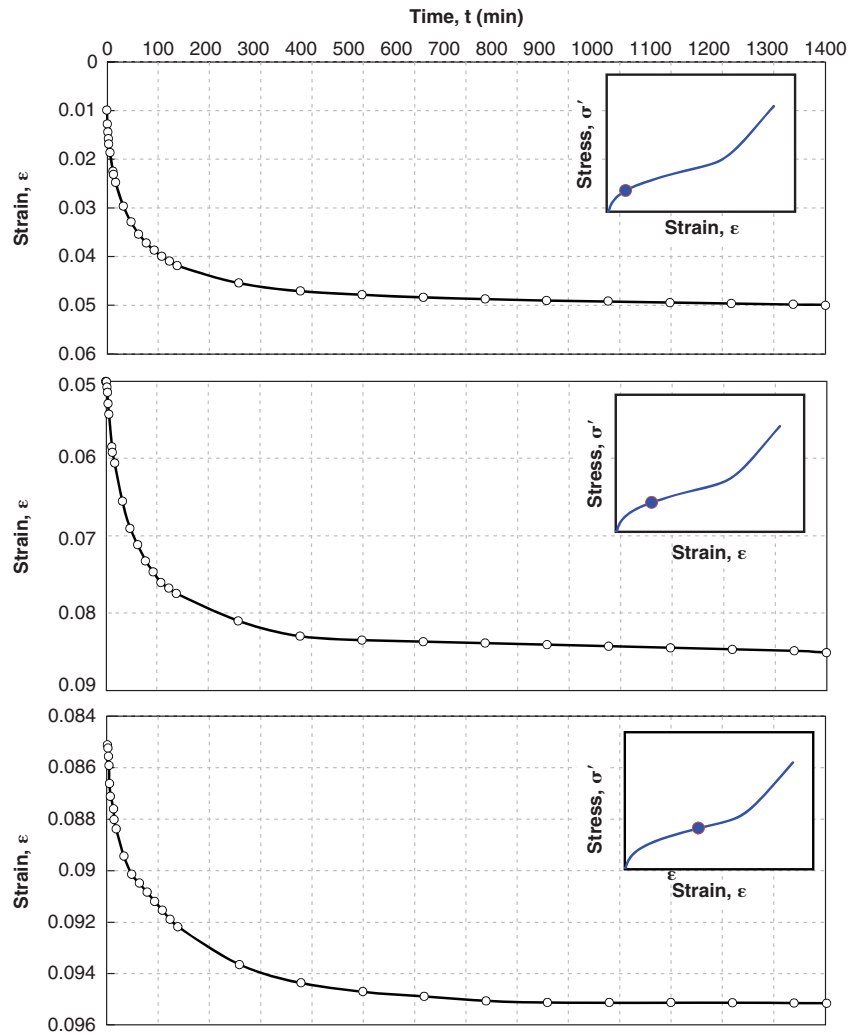 Time, t (min)
0 100 200 300 400 500 600 700 800 900 1000 1100 1200 1300 1400
0
0.01
0.02
0.03
0.04
0.05
0.06
Strain, ε
Stress, σ′
Strain, ε
0.05
0.06
0.07
0.08
0.09
Strain, ε
Stress, σ′
Strain, ε
0.084
0.086
0.088
0.09
0.092
0.094
0.096
Strain, ε
Stress, σ′
ε
Strain, ε